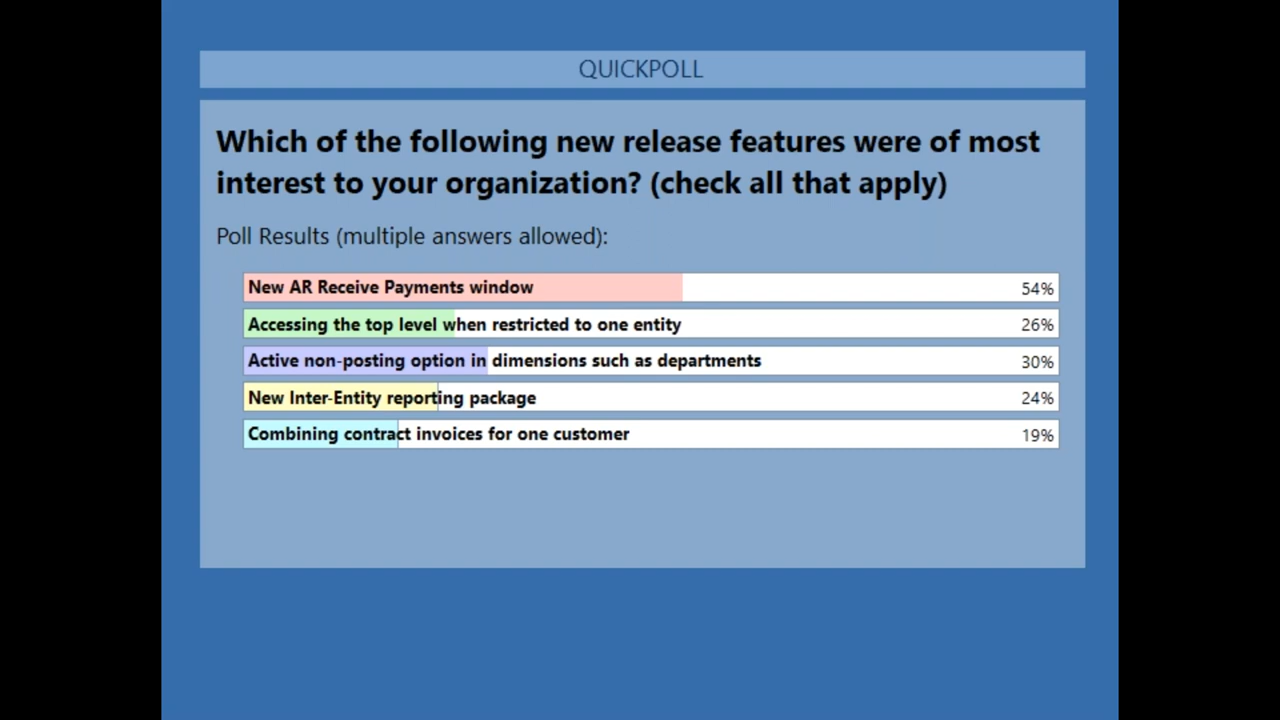 QUICKPOLL
Which of the following new release features were of most
interest to your organization? (check all that apply)
Poll Results (multiple answers allowed):
New AR Receive Payments window 54%
Accessing the top level when restricted to one entity 26%
Active non-posting option in dimensions such as departments 30%
New Inter-Entity reporting package 24%
Combining contract invoices for one customer 19%